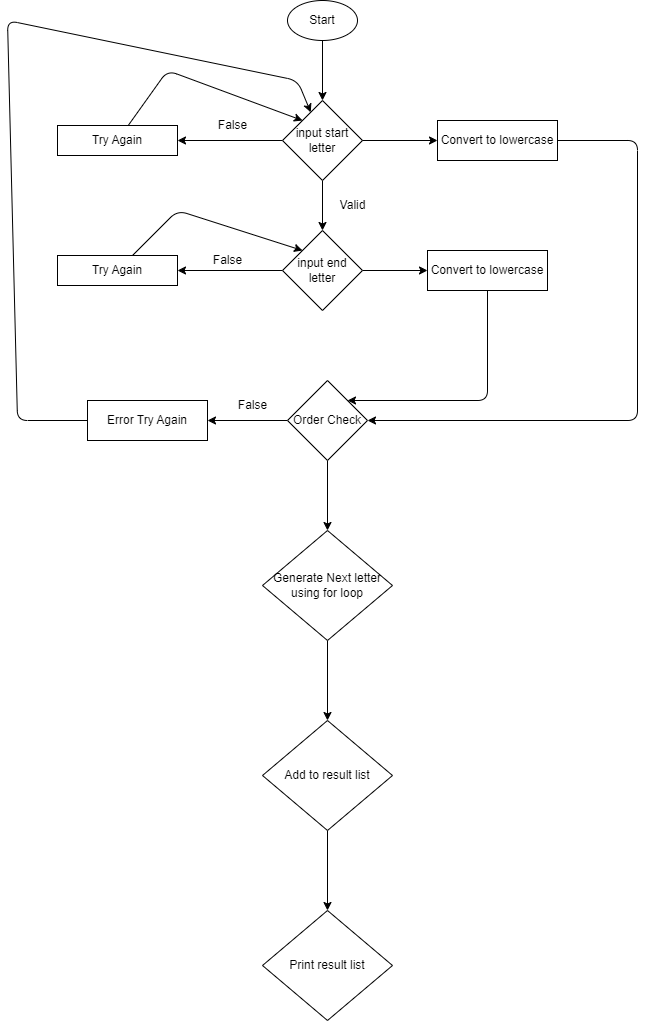 Start
False
input start
letter
Try Again
Convert to lowercase
Valid
False
input end
letter
Try Again
Convert to lowercase
False
Error Try Again
Order Check
Generate Next letter
using for loop
Add to result list
Print result list